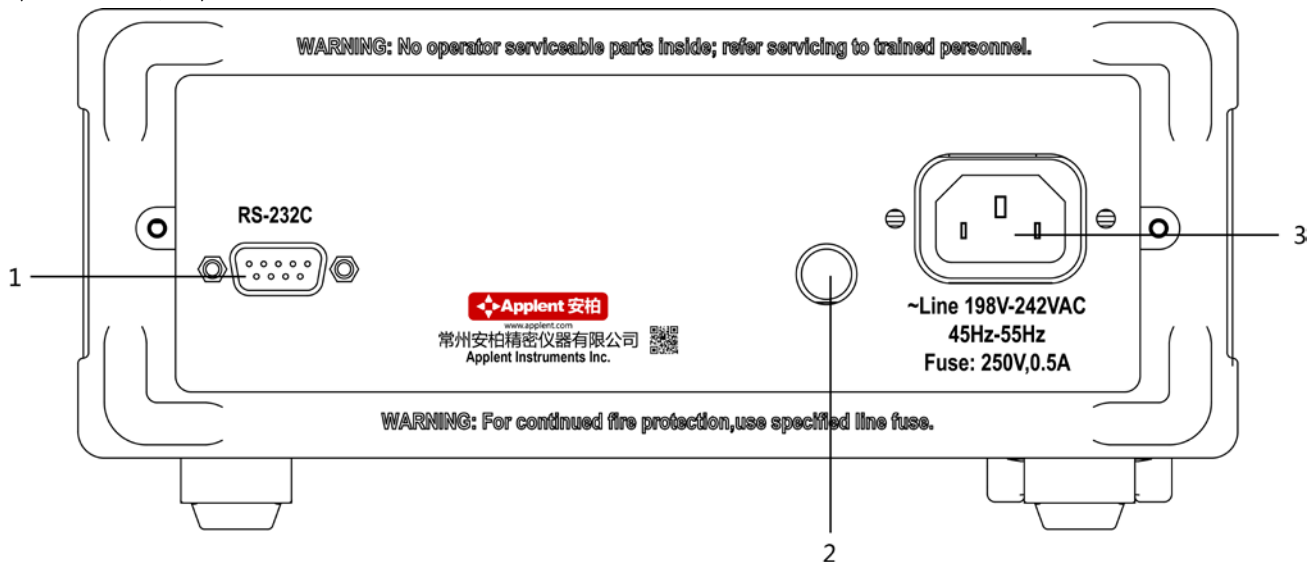 WARNING: No operator serviceable parts inside; refer servicing to trained personnel.
RS-232C
1
3
Applent 安柏
www.applent.com
常州安柏精密仪器有限公司
Applent Instruments Inc.
~Line 198V-242VAC
45Hz-55Hz
Fuse: 250V,0.5A
WARNING: For continued fire protection,use specified line fuse.
2